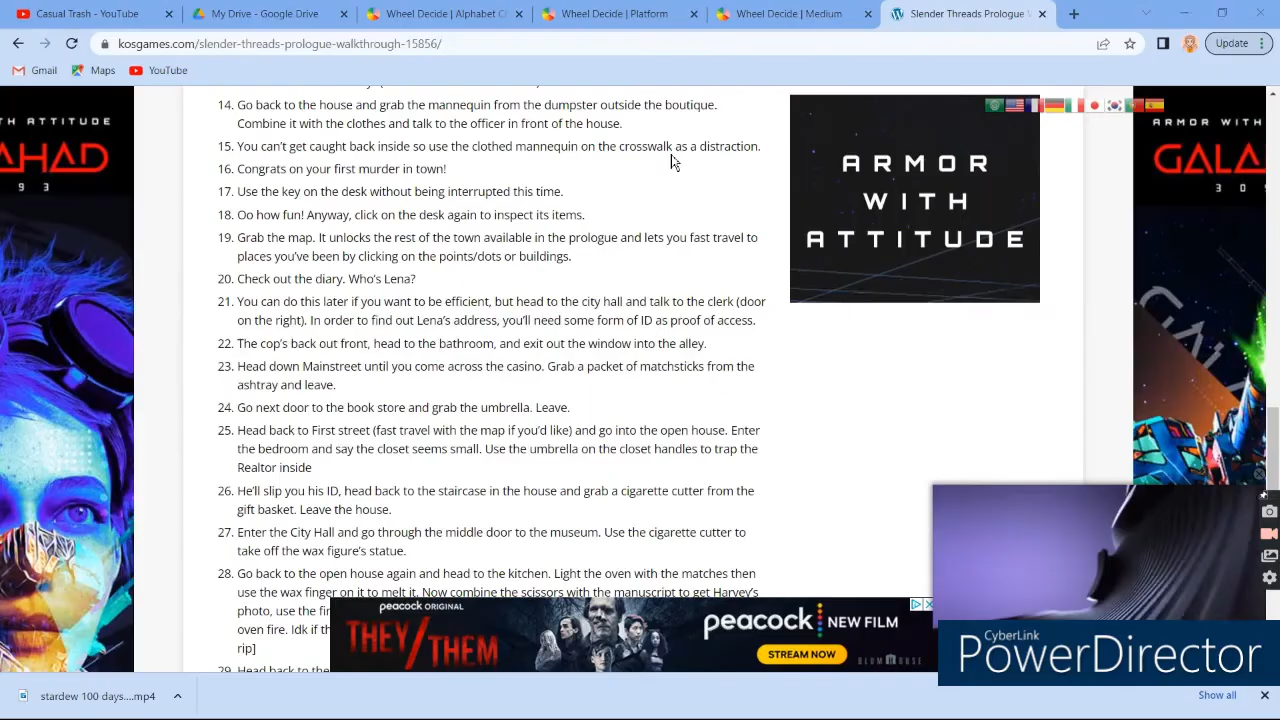 Casual Trash - YouTube
My Drive - Google Drive
Wheel Decide | Alphabet
Wheel Decide | Platform
Wheel Decide | Medium
Slender Threads Prologue
kosgames.com/slender-threads-prologue-walkthrough-15856/
Update
Gmail
Maps
YouTube
14. Go back to the house and grab the mannequin from the dumpster outside the boutique.
Combine it with the clothes and talk to the officer in front of the house.
15. You can't get caught back inside so use the clothed mannequin on the crosswalk as a distraction.
Congrats on your first murder in town!
17. Use the key on the desk without being interrupted this time.
18. Oo how fun! Anyway, click on the desk again to inspect its items.
19. Grab the map. It unlocks the rest of the town available in the prologue and lets you fast travel to
places you've been by clicking on the points/dots or buildings.
20. Check out the diary. Who's Lena?
21. You can do this later if you want to be efficient, but head to the city hall and talk to the clerk (door
on the right). In order to find out Lena's address, you'll need some form of ID as proof of access.
22. The cop's back out front, head to the bathroom, and exit out the window into the alley.
23. Head down Mainstreet until you come across the casino. Grab a packet of matchsticks from the
ashtray and leave.
24. Go next door to the book store and grab the umbrella. Leave.
25. Head back to First street (fast travel with the map if you'd like) and go into the open house. Enter
the bedroom and say the closet seems small. Use the umbrella on the closet handles to trap the
Realtor inside
26. He'll slip you his ID, head back to the staircase in the house and grab a cigarette cutter from the
gift basket. Leave the house.
27. Enter the City Hall and go through the middle door to the museum. Use the cigarette cutter to
take off the wax figure's statue.
28. Go back to the open house again and head to the kitchen. Light the oven with the matches then
use the wax finger on it to melt it. Now combine the scissors with the manuscript to get Harvey's
photo, use the
oven fire. Idk if
rip]
29. Head back to the
TH ATTITUDE
AHAD
93
ARMOR
WITH
ATTITUDE
ARMOR WITH
GALA
30
peacock ORIGINAL
THEY/THEM
peacock
NEW FILM
STREAM NOW
BLUMHOUSE
CyberLink
PowerDirector
stardew 100 days....mp4
Show all